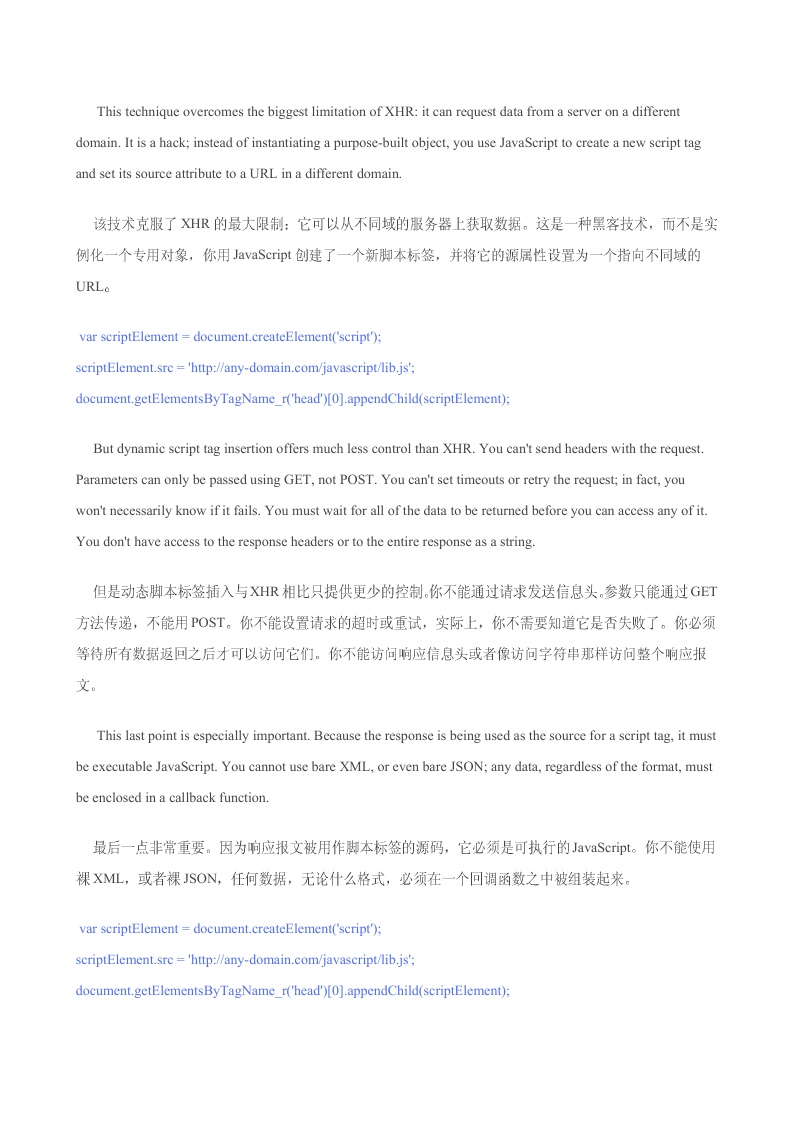 This technique overcomes the biggest limitation of XHR: it can request data from a server on a different
domain. It is a hack; instead of instantiating a purpose-built object, you use JavaScript to create a new script tag
and set its source attribute to a URL in a different domain.
该技术克服了 XHR 的最大限制：它可以从不同域的服务器上获取数据。这是一种黑客技术，而不是实
例化一个专用对象，你用 JavaScript 创建了一个新脚本标签，并将它的源属性设置为一个指向不同域的
URL。
var scriptElement = document.createElement('script');
scriptElement.src = 'http://any-domain.com/javascript/lib.js';
document.getElementsByTagName_r('head')[0].appendChild(scriptElement);
But dynamic script tag insertion offers much less control than XHR. You can't send headers with the request.
Parameters can only be passed using GET, not POST. You can't set timeouts or retry the request; in fact, you
won't necessarily know if it fails. You must wait for all of the data to be returned before you can access any of it.
You don't have access to the response headers or to the entire response as a string.
但是动态脚本标签插入与 XHR 相比只提供更少的控制。你不能通过请求发送信息头。参数只能通过 GET
方法传递，不能用 POST。你不能设置请求的超时或重试，实际上，你不需要知道它是否失败了。你必须
等待所有数据返回之后才可以访问它们。你不能访问响应信息头或者像访问字符串那样访问整个响应报
文。
This last point is especially important. Because the response is being used as the source for a script tag, it must
be executable JavaScript. You cannot use bare XML, or even bare JSON; any data, regardless of the format, must
be enclosed in a callback function.
最后一点非常重要。因为响应报文被用作脚本标签的源码，它必须是可执行的 JavaScript。你不能使用
裸 XML，或者裸 JSON，任何数据，无论什么格式，必须在一个回调函数之中被组装起来。
var scriptElement = document.createElement('script');
scriptElement.src = 'http://any-domain.com/javascript/lib.js';
document.getElementsByTagName_r('head')[0].appendChild(scriptElement);